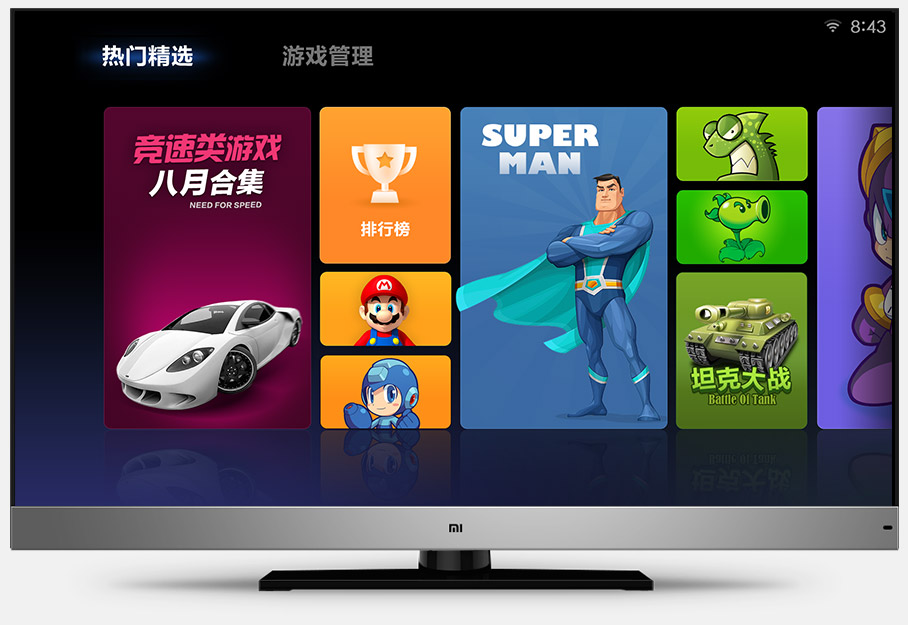 8:43
热门精选
游戏管理
竞速类游戏
八月合集
NEED FOR SPEED
排行榜
M
SUPER
MAN
坦克大战
Battle Of Tank
mi